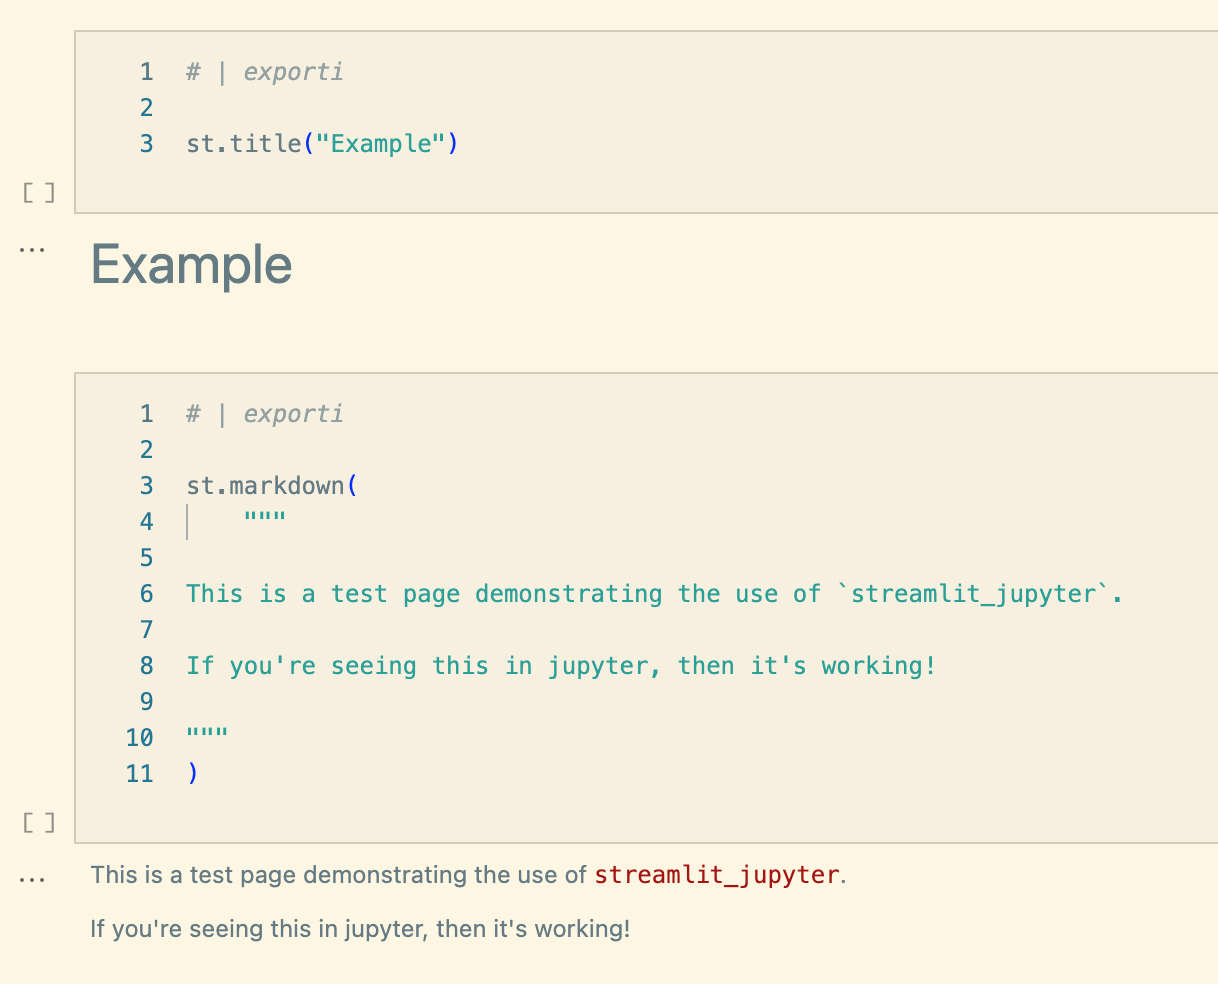 1 # | exporti
2
3 st.title("Example")
[ ]
...
Example
1 # | exporti
2
3 st.markdown(
4     """
5
6 This is a test page demonstrating the use of `streamlit_jupyter`.
7
8 If you're seeing this in jupyter, then it's working!
9
10 """
11 )
[ ]
...
This is a test page demonstrating the use of streamlit_jupyter.
If you're seeing this in jupyter, then it's working!